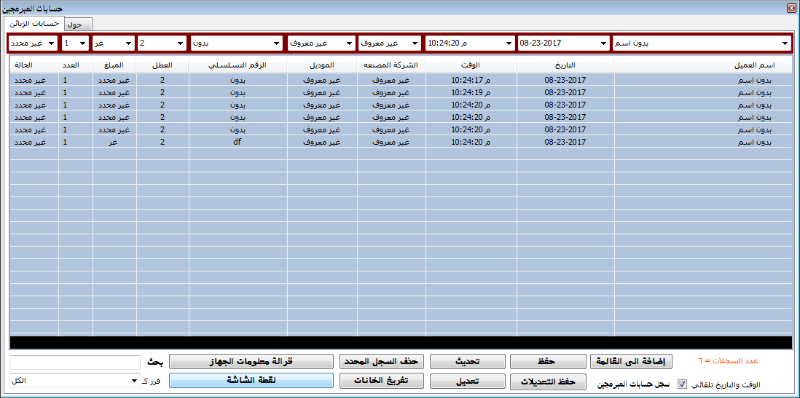 حسابات المبرمجين
حسابات الزبائن حول
بدون اسم 08-23-2017 10:24:20 م غير معروف غير معروف بدون 2 غر 1 غير محدد
اسم العميل التاريخ الوقت الشركة المصنعه الموديل الرقم التسلسلي العطل المبلغ العدد الحالة
بدون اسم 08-23-2017 10:24:17 م غير معروف غير معروف بدون 2 غير محدد 1 غير محدد
بدون اسم 08-23-2017 10:24:19 م غير معروف غير معروف بدون 2 غير محدد 1 غير محدد
بدون اسم 08-23-2017 10:24:20 م غير معروف غير معروف بدون 2 غير محدد 1 غير محدد
بدون اسم 08-23-2017 10:24:20 م غير معروف غير معروف بدون 2 غير محدد 1 غير محدد
بدون اسم 08-23-2017 10:24:20 م غير معروف غير معروف بدون 2 غير محدد 1 غير محدد
بدون اسم 08-23-2017 10:24:20 م غير معروف غير معروف df 2 غر 1 غير محدد
عدد السجلات = ٦ إضافة الى القائمة حفظ تحديث حذف السجل المحدد قرائة معلومات الجهاز بحث
الوقت والتاريخ تلقائي سجل حسابات المبرمجين حفظ التعديلات تعديل تفريغ الخانات لقطة الشاشة فرز كـ الكل